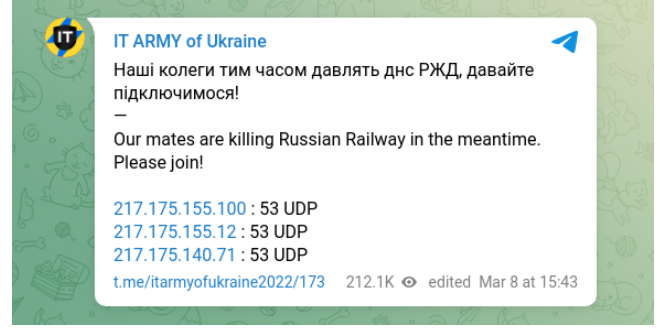 IT
IT ARMY of Ukraine
Наші колеги тим часом давлять днс РЖД, давайте
підключимося!
—
Our mates are killing Russian Railway in the meantime.
Please join!
217.175.155.100 : 53 UDP
217.175.155.12 : 53 UDP
217.175.140.71 : 53 UDP
t.me/itarmyofukraine2022/173 212.1K edited Mar 8 at 15:43